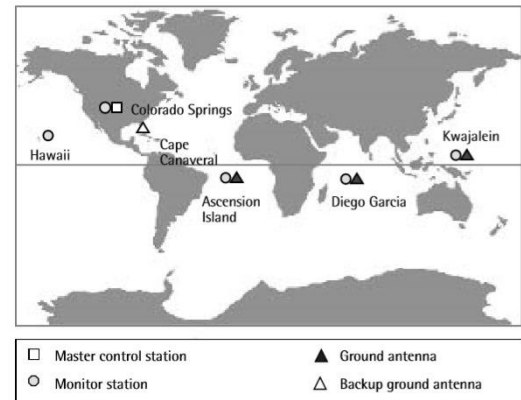 Colorado Springs
Kwajalein
Cape
Canaveral
Hawaii
Ascension
Island
Diego Garcia
Master control station
Ground antenna
Monitor station
Backup ground antenna